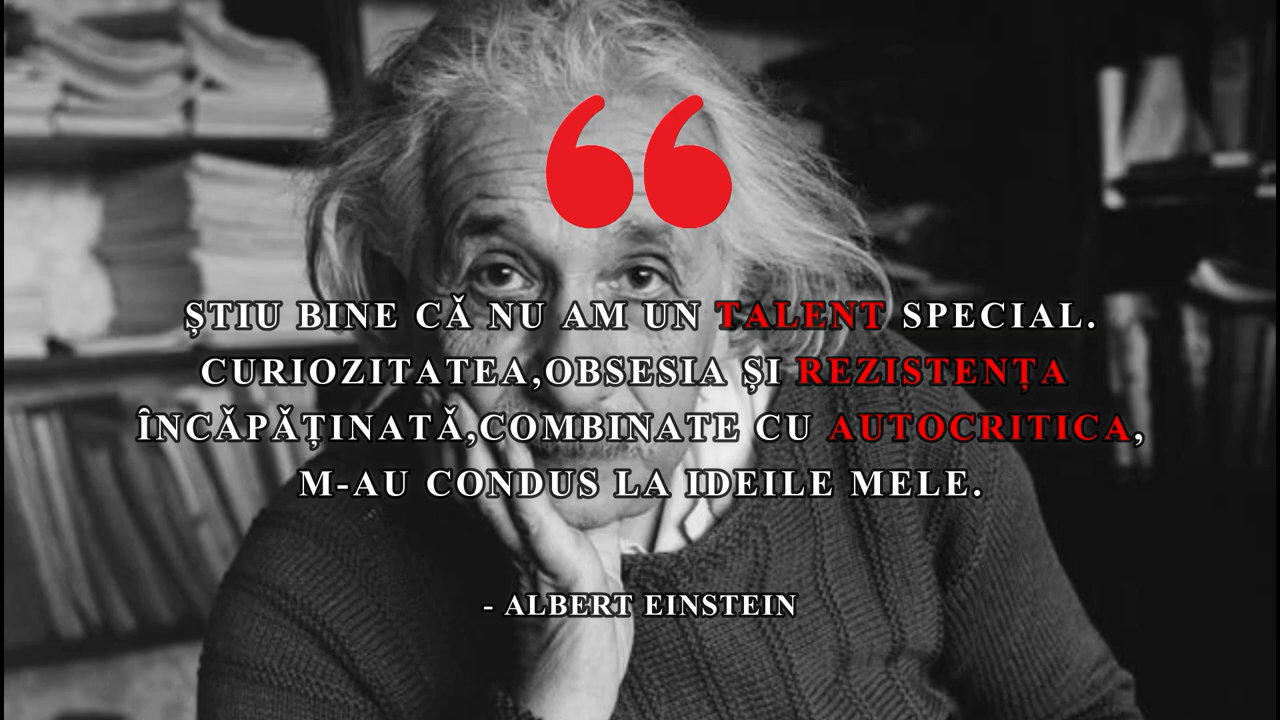 ȘTIU BINE CĂ NU AM UN TALENT SPECIAL.
CURIOZITATEA,OBSESIA ȘI REZISTENȚA
ÎNCĂPĂȚINATĂ,COMBINATE CU AUTOCRITICA,
M-AU CONDUS LA IDEILE MELE.
- ALBERT EINSTEIN